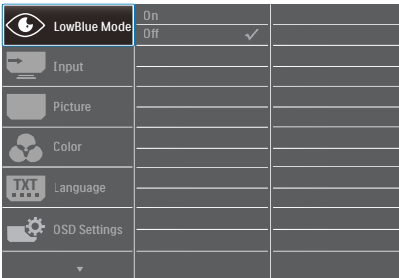 LowBlue Mode
On
Off
Input
Picture
Color
TXT
Language
OSD Settings